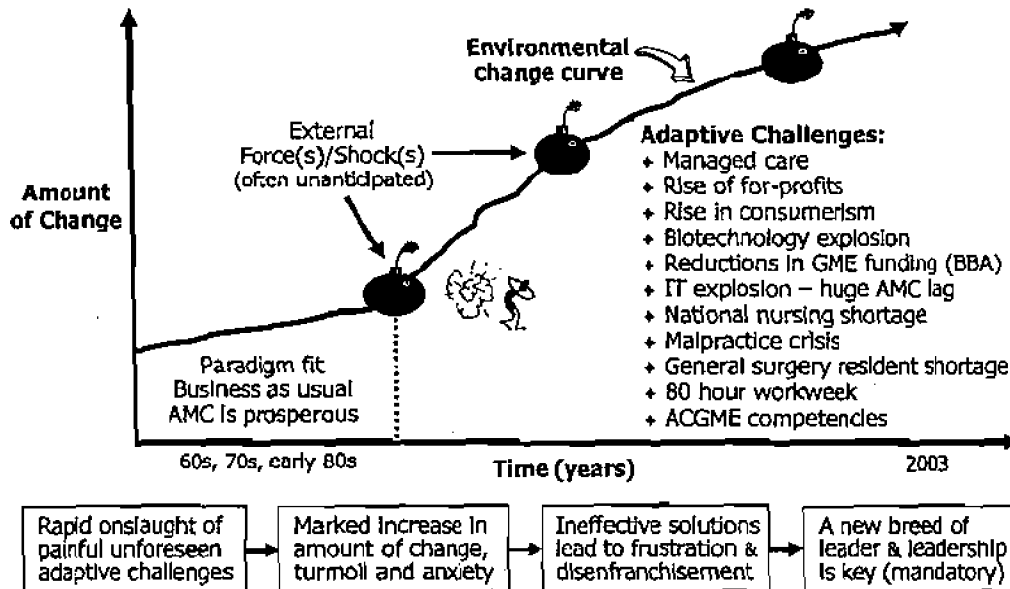 Environmental
change curve
External
Force(s)/Shock(s)
(often unanticipated)
Amount
of Change
Adaptive Challenges:
+ Managed care
+ Rise of for-profits
+ Rise in consumerism
+ Biotechnology explosion
+ Reductions in GME funding (BBA)
+ IT explosion – huge AMC lag
+ National nursing shortage
+ Malpractice crisis
+ General surgery resident shortage
+ 80 hour workweek
+ ACGME competencies
Paradigm fit
Business as usual
AMC is prosperous
60s, 70s, early 80s
Time (years)
2003
Rapid onslaught of
painful unforeseen
adaptive challenges
Marked increase in
amount of change,
turmoil and anxiety
Ineffective solutions
lead to frustration &
disenfranchisement
A new breed of
leader & leadership
is key (mandatory)